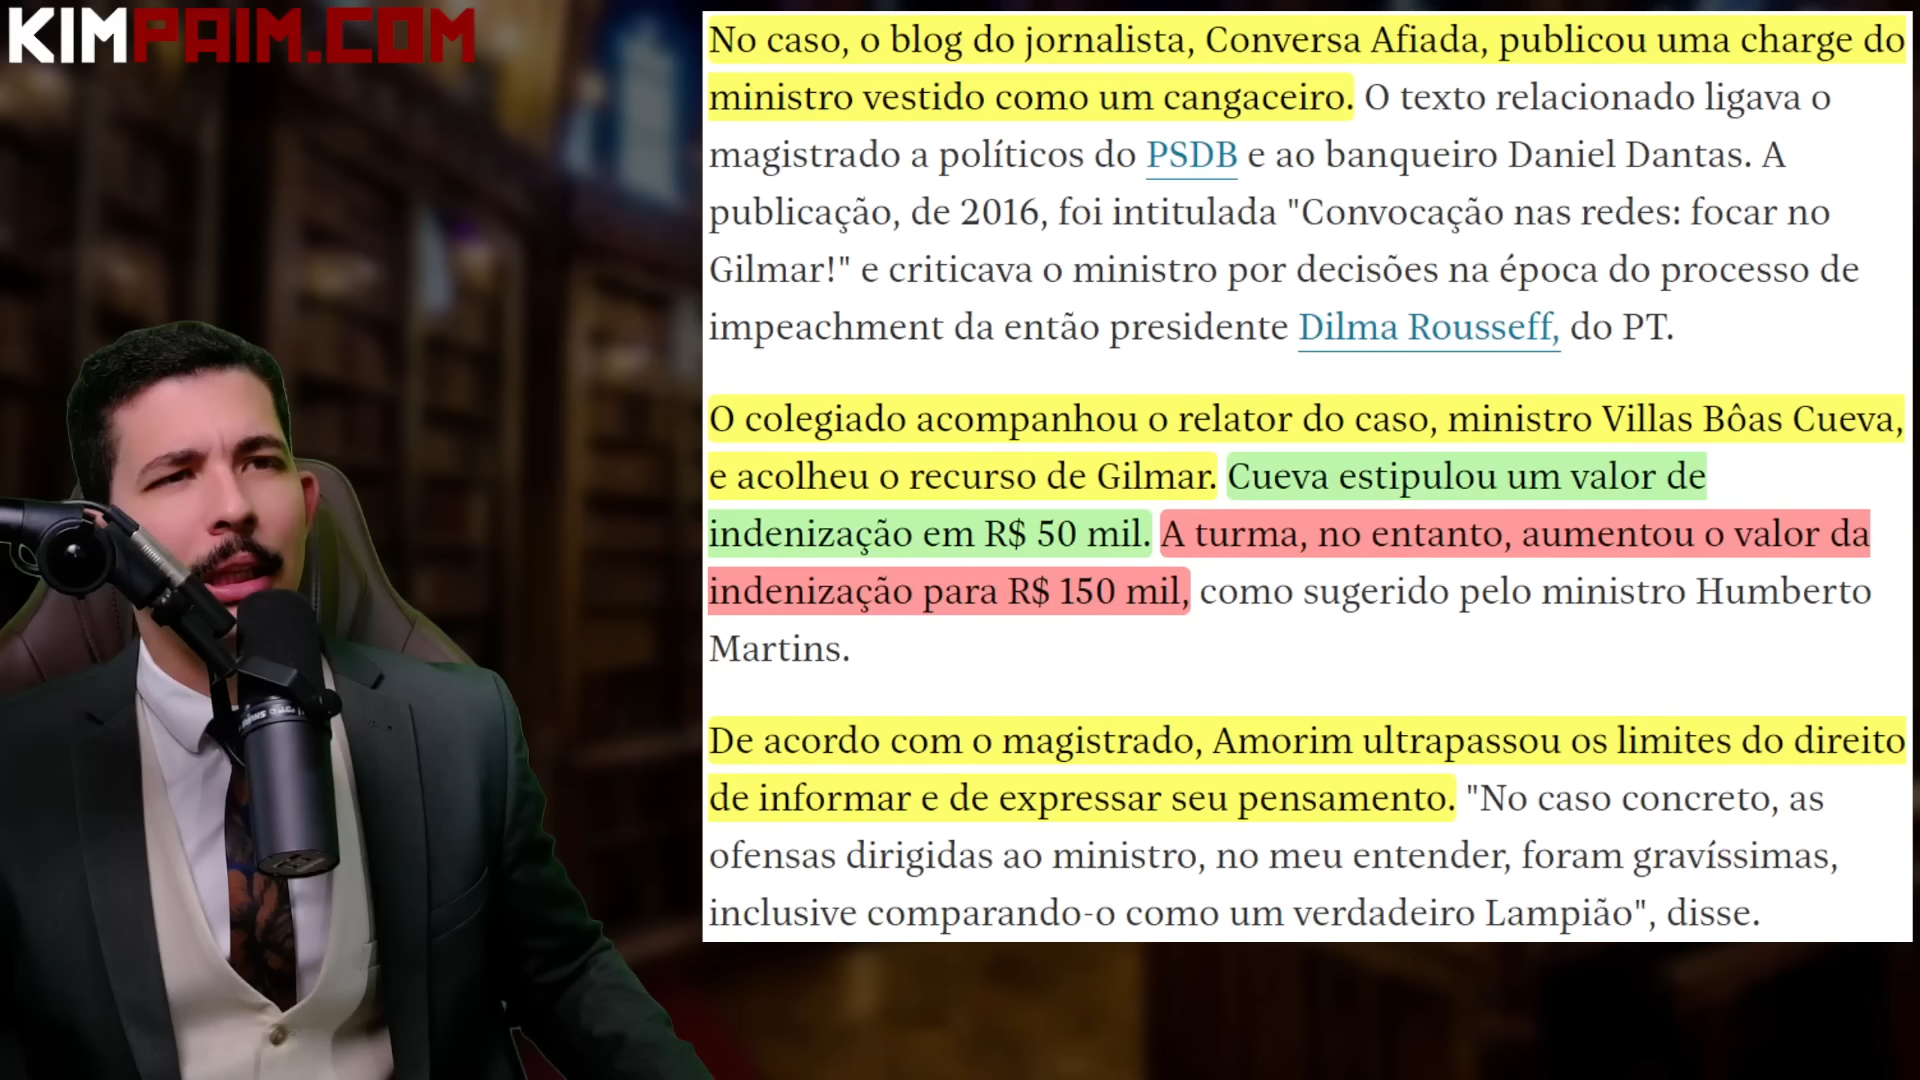 KIMPAIM.COM
No caso, o blog do jornalista, Conversa Afiada, publicou uma charge do
ministro vestido como um cangaceiro. O texto relacionado ligava o
magistrado a políticos do PSDB e ao banqueiro Daniel Dantas. A
publicação, de 2016, foi intitulada "Convocação nas redes: focar no
Gilmar!" e criticava o ministro por decisões na época do processo de
impeachment da então presidente Dilma Rousseff, do PT.
O colegiado acompanhou o relator do caso, ministro Villas Bôas Cueva,
e acolheu o recurso de Gilmar. Cueva estipulou um valor de
indenização em R$ 50 mil. A turma, no entanto, aumentou o valor da
indenização para R$ 150 mil, como sugerido pelo ministro Humberto
Martins.
De acordo com o magistrado, Amorim ultrapassou os limites do direito
de informar e de expressar seu pensamento. "No caso concreto, as
ofensas dirigidas ao ministro, no meu entender, foram gravíssimas,
inclusive comparando-o como um verdadeiro Lampião", disse.